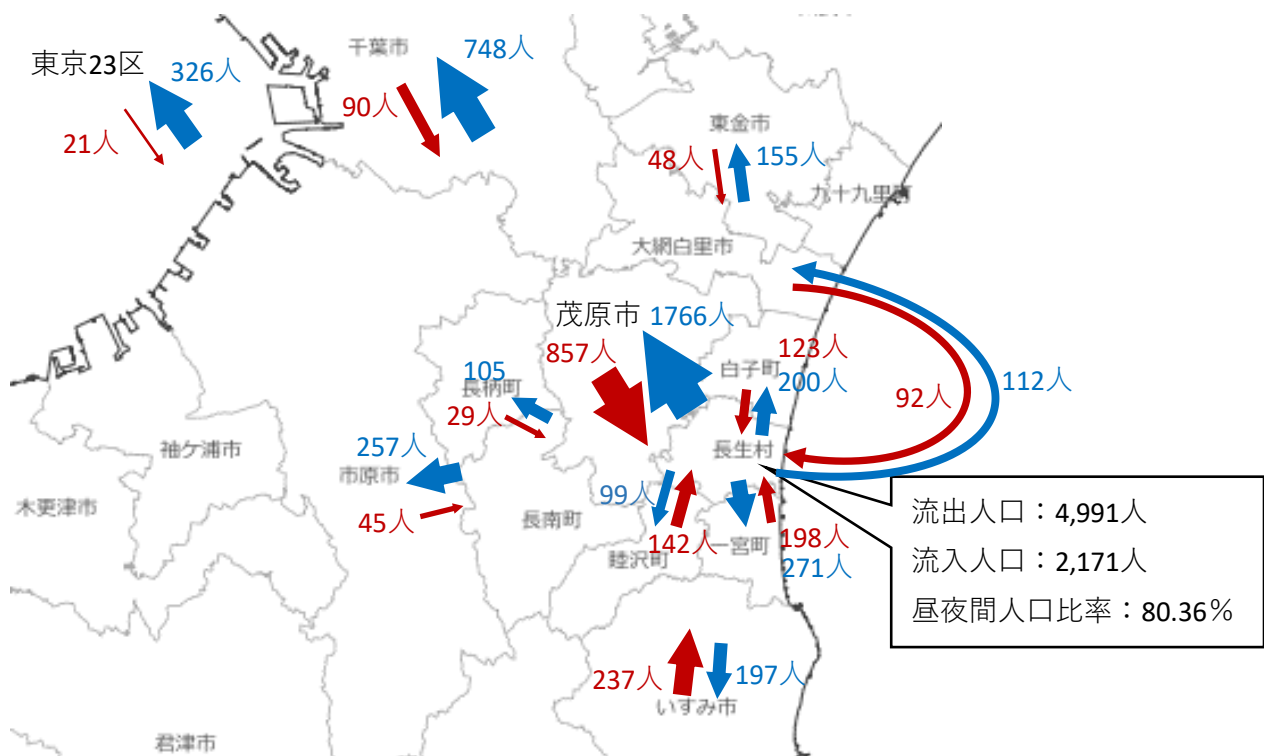 千葉市
748人
東京23区
326人
90人
21人
東金市
48人
155人
九十九里町
大網白里市
茂原市
1766人
857人
123人
白子町
200人
105
長柄町
29人
92人
112人
袖ケ浦市
257人
市原市
長生村
木更津市
45人
長南町
99人
142人
睦沢町
一宮町
198人
271人
流出人口：4,991人
流入人口：2,171人
昼夜間人口比率：80.36％
237人
197人
いすみ市
君津市